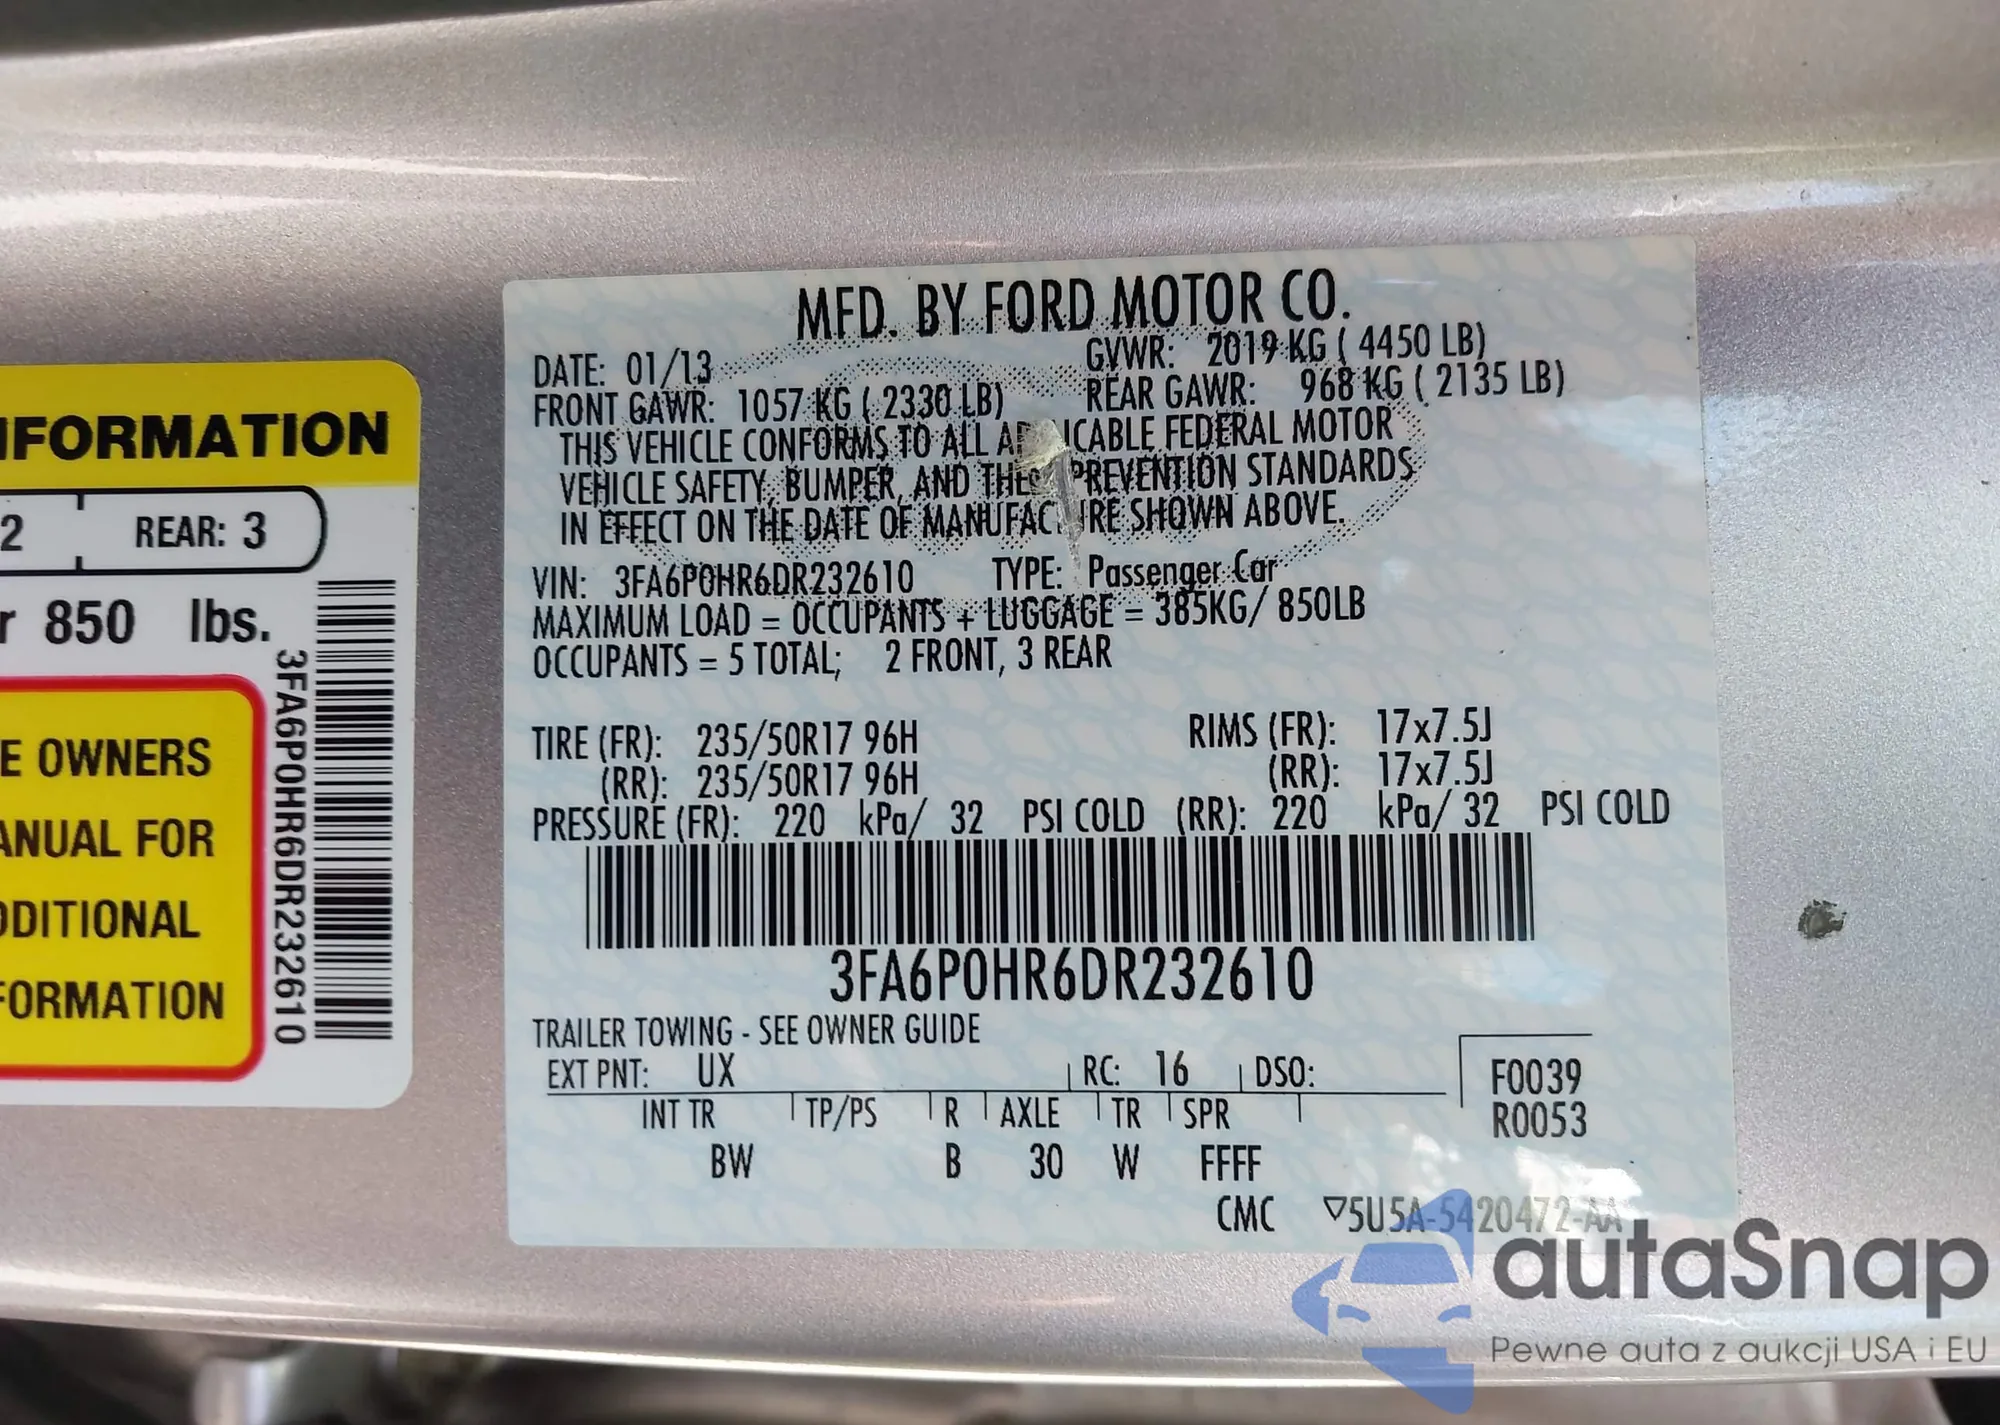 NFORMATION
2 REAR: 3
r 850 lbs.
E OWNERS
ANUAL FOR
DDITIONAL
FORMATION
3FA6P0HR6DR232610
MFD. BY FORD MOTOR CO.
DATE: 01/13 GVWR: 2019 KG ( 4450 LB)
FRONT GAWR: 1057 KG ( 2330 LB) REAR GAWR: 968 KG ( 2135 LB)
THIS VEHICLE CONFORMS TO ALL AP ICABLE FEDERAL MOTOR
VEHICLE SAFETY, BUMPER, AND THE PREVENTION STANDARDS
IN EFFECT ON THE DATE OF MANUFAC RE SHOWN ABOVE.
VIN: 3FA6P0HR6DR232610 TYPE: Passenger Car
MAXIMUM LOAD = OCCUPANTS + LUGGAGE = 385KG/ 850LB
OCCUPANTS = 5 TOTAL; 2 FRONT, 3 REAR
TIRE (FR): 235/50R17 96H RIMS (FR): 17x7.5J
(RR): 235/50R17 96H (RR): 17x7.5J
PRESSURE (FR): 220 kPa/ 32 PSI COLD (RR): 220 kPa/ 32 PSI COLD
3FA6P0HR6DR232610
TRAILER TOWING - SEE OWNER GUIDE
EXT PNT: UX RC: 16 DSO: F0039
INT TR TP/PS R AXLE TR SPR R0053
BW B 30 W FFFF
CMC ▽5U5A-5420472-AA
autaSnap
Pewne auta z aukcji USA i EU